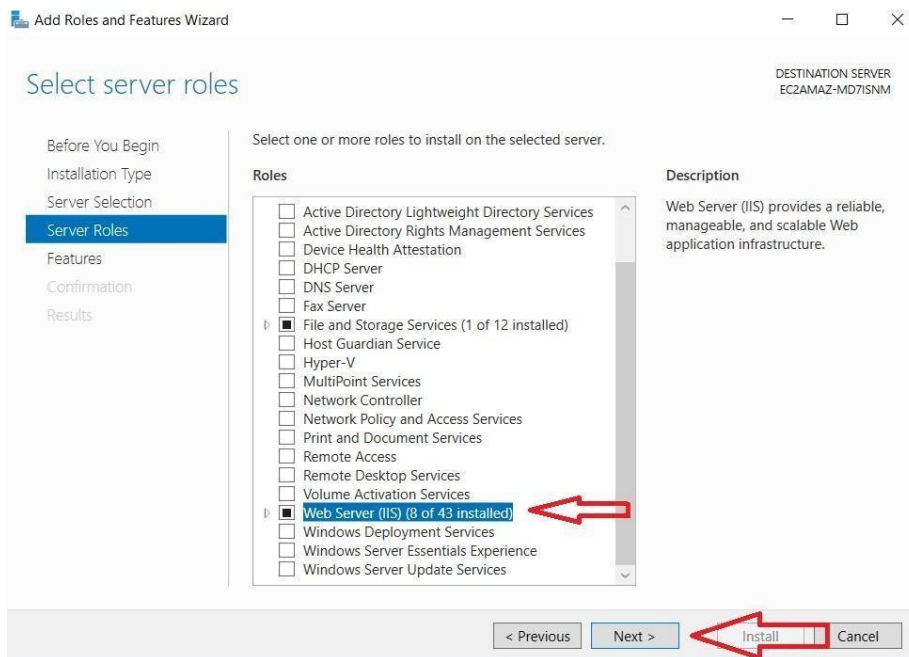 Add Roles and Features Wizard
Select server roles
DESTINATION SERVER
EC2AMAZ-MD7ISNM
Before You Begin
Installation Type
Server Selection
Server Roles
Features
Confirmation
Results
Select one or more roles to install on the selected server.
Roles
Active Directory Lightweight Directory Services
Active Directory Rights Management Services
Device Health Attestation
DHCP Server
DNS Server
Fax Server
File and Storage Services (1 of 12 installed)
Host Guardian Service
Hyper-V
MultiPoint Services
Network Controller
Network Policy and Access Services
Print and Document Services
Remote Access
Remote Desktop Services
Volume Activation Services
Web Server (IIS) (8 of 43 installed)
Windows Deployment Services
Windows Server Essentials Experience
Windows Server Update Services
Description
Web Server (IIS) provides a reliable,
manageable, and scalable Web
application infrastructure.
< Previous
Next >
Install
Cancel